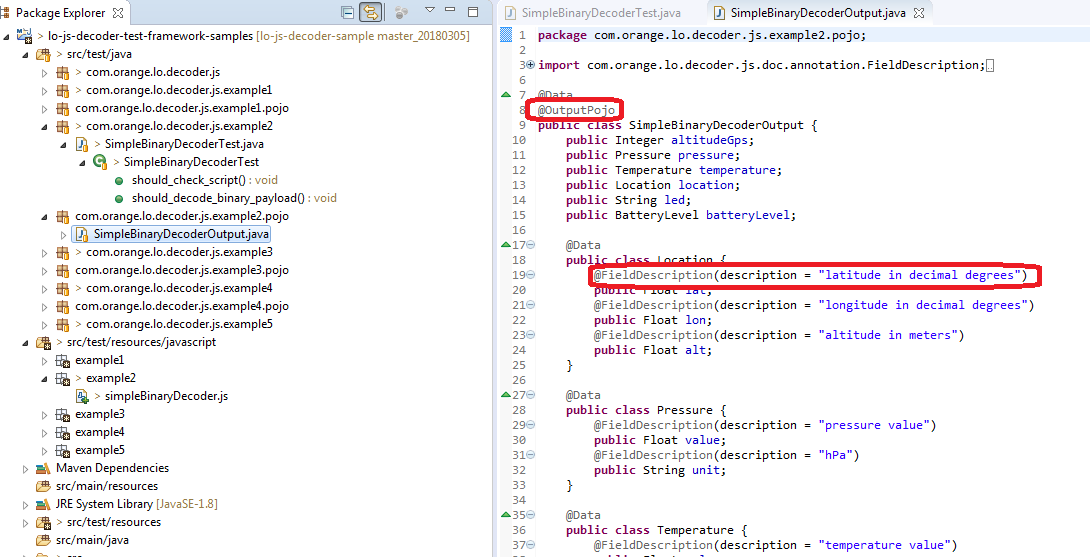 Package Explorer
> lo-js-decoder-test-framework-samples [lo-js-decoder-sample master_20180305]
> src/test/java
> com.orange.lo.decoder.js
> com.orange.lo.decoder.js.example1
com.orange.lo.decoder.js.example1.pojo
> com.orange.lo.decoder.js.example2
> SimpleBinaryDecoderTest.java
> SimpleBinaryDecoderTest
should_check_script() : void
should_decode_binary_payload() : void
com.orange.lo.decoder.js.example2.pojo
SimpleBinaryDecoderOutput.java
> com.orange.lo.decoder.js.example3
com.orange.lo.decoder.js.example3.pojo
> com.orange.lo.decoder.js.example4
com.orange.lo.decoder.js.example4.pojo
> com.orange.lo.decoder.js.example5
> src/test/resources/javascript
example1
> example2
> simpleBinaryDecoder.js
example3
example4
example5
Maven Dependencies
src/main/resources
JRE System Library [JavaSE-1.8]
> src/test/resources
src/main/java
> src
SimpleBinaryDecoderTest.java
SimpleBinaryDecoderOutput.java
1 package com.orange.lo.decoder.js.example2.pojo;
2
3 import com.orange.lo.decoder.js.doc.annotation.FieldDescription;
6
7 @Data
8 @OutputPojo
9 public class SimpleBinaryDecoderOutput {
10 public Integer altitudeGps;
11 public Pressure pressure;
12 public Temperature temperature;
13 public Location location;
14 public String led;
15 public BatteryLevel batteryLevel;
16
17 @Data
18 public class Location {
19 @FieldDescription(description = "latitude in decimal degrees")
20 public Float lat;
21 @FieldDescription(description = "longitude in decimal degrees")
22 public Float lon;
23 @FieldDescription(description = "altitude in meters")
24 public Float alt;
25 }
26
27 @Data
28 public class Pressure {
29 @FieldDescription(description = "pressure value")
30 public Float value;
31 @FieldDescription(description = "hPa")
32 public String unit;
33 }
34
35 @Data
36 public class Temperature {
37 @FieldDescription(description = "temperature value")